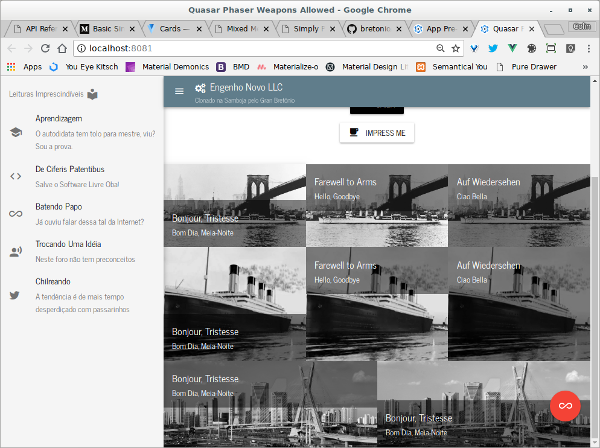 Quasar Phaser Weapons Allowed - Google Chrome
API Refere
Basic Sim
Cards —
Mixed M
Simply F
bretonic
App Prev
Quasar P
Colin
localhost:8081
Apps
You Eye Kitsch
Material Demonics
BMD
Materialize-o
Material Design Lit
Semantical You
Pure Drawer
»
Leituras Imprescindíveis
Engenho Novo LLC
Clonado na Samboja pelo Gran Bretônio
Aprendizagem
O autodidata tem tolo para mestre, viu?
Sou a prova
De Ciferis Patentibus
Salve o Software Livre Oba!
Batendo Papo
Já ouviu falar dessa tal da Internet?
Trocando Uma Idéia
Neste foro não tem preconceitos
Chilreando
A tendência é de mais tempo
desperdiçado com passarinhos
IMPRESS ME
Bonjour, Tristesse
Bom Dia, Meia-Noite
Farewell to Arms
Hello, Goodbye
Auf Wiedersehen
Ciao Bella
Bonjour, Tristesse
Bom Dia, Meia-Noite
Farewell to Arms
Hello, Goodbye
Auf Wiedersehen
Ciao Bella
Bonjour, Tristesse
Bom Dia, Meia-Noite
Bonjour, Tristesse
Bom Dia, Meia-Noite